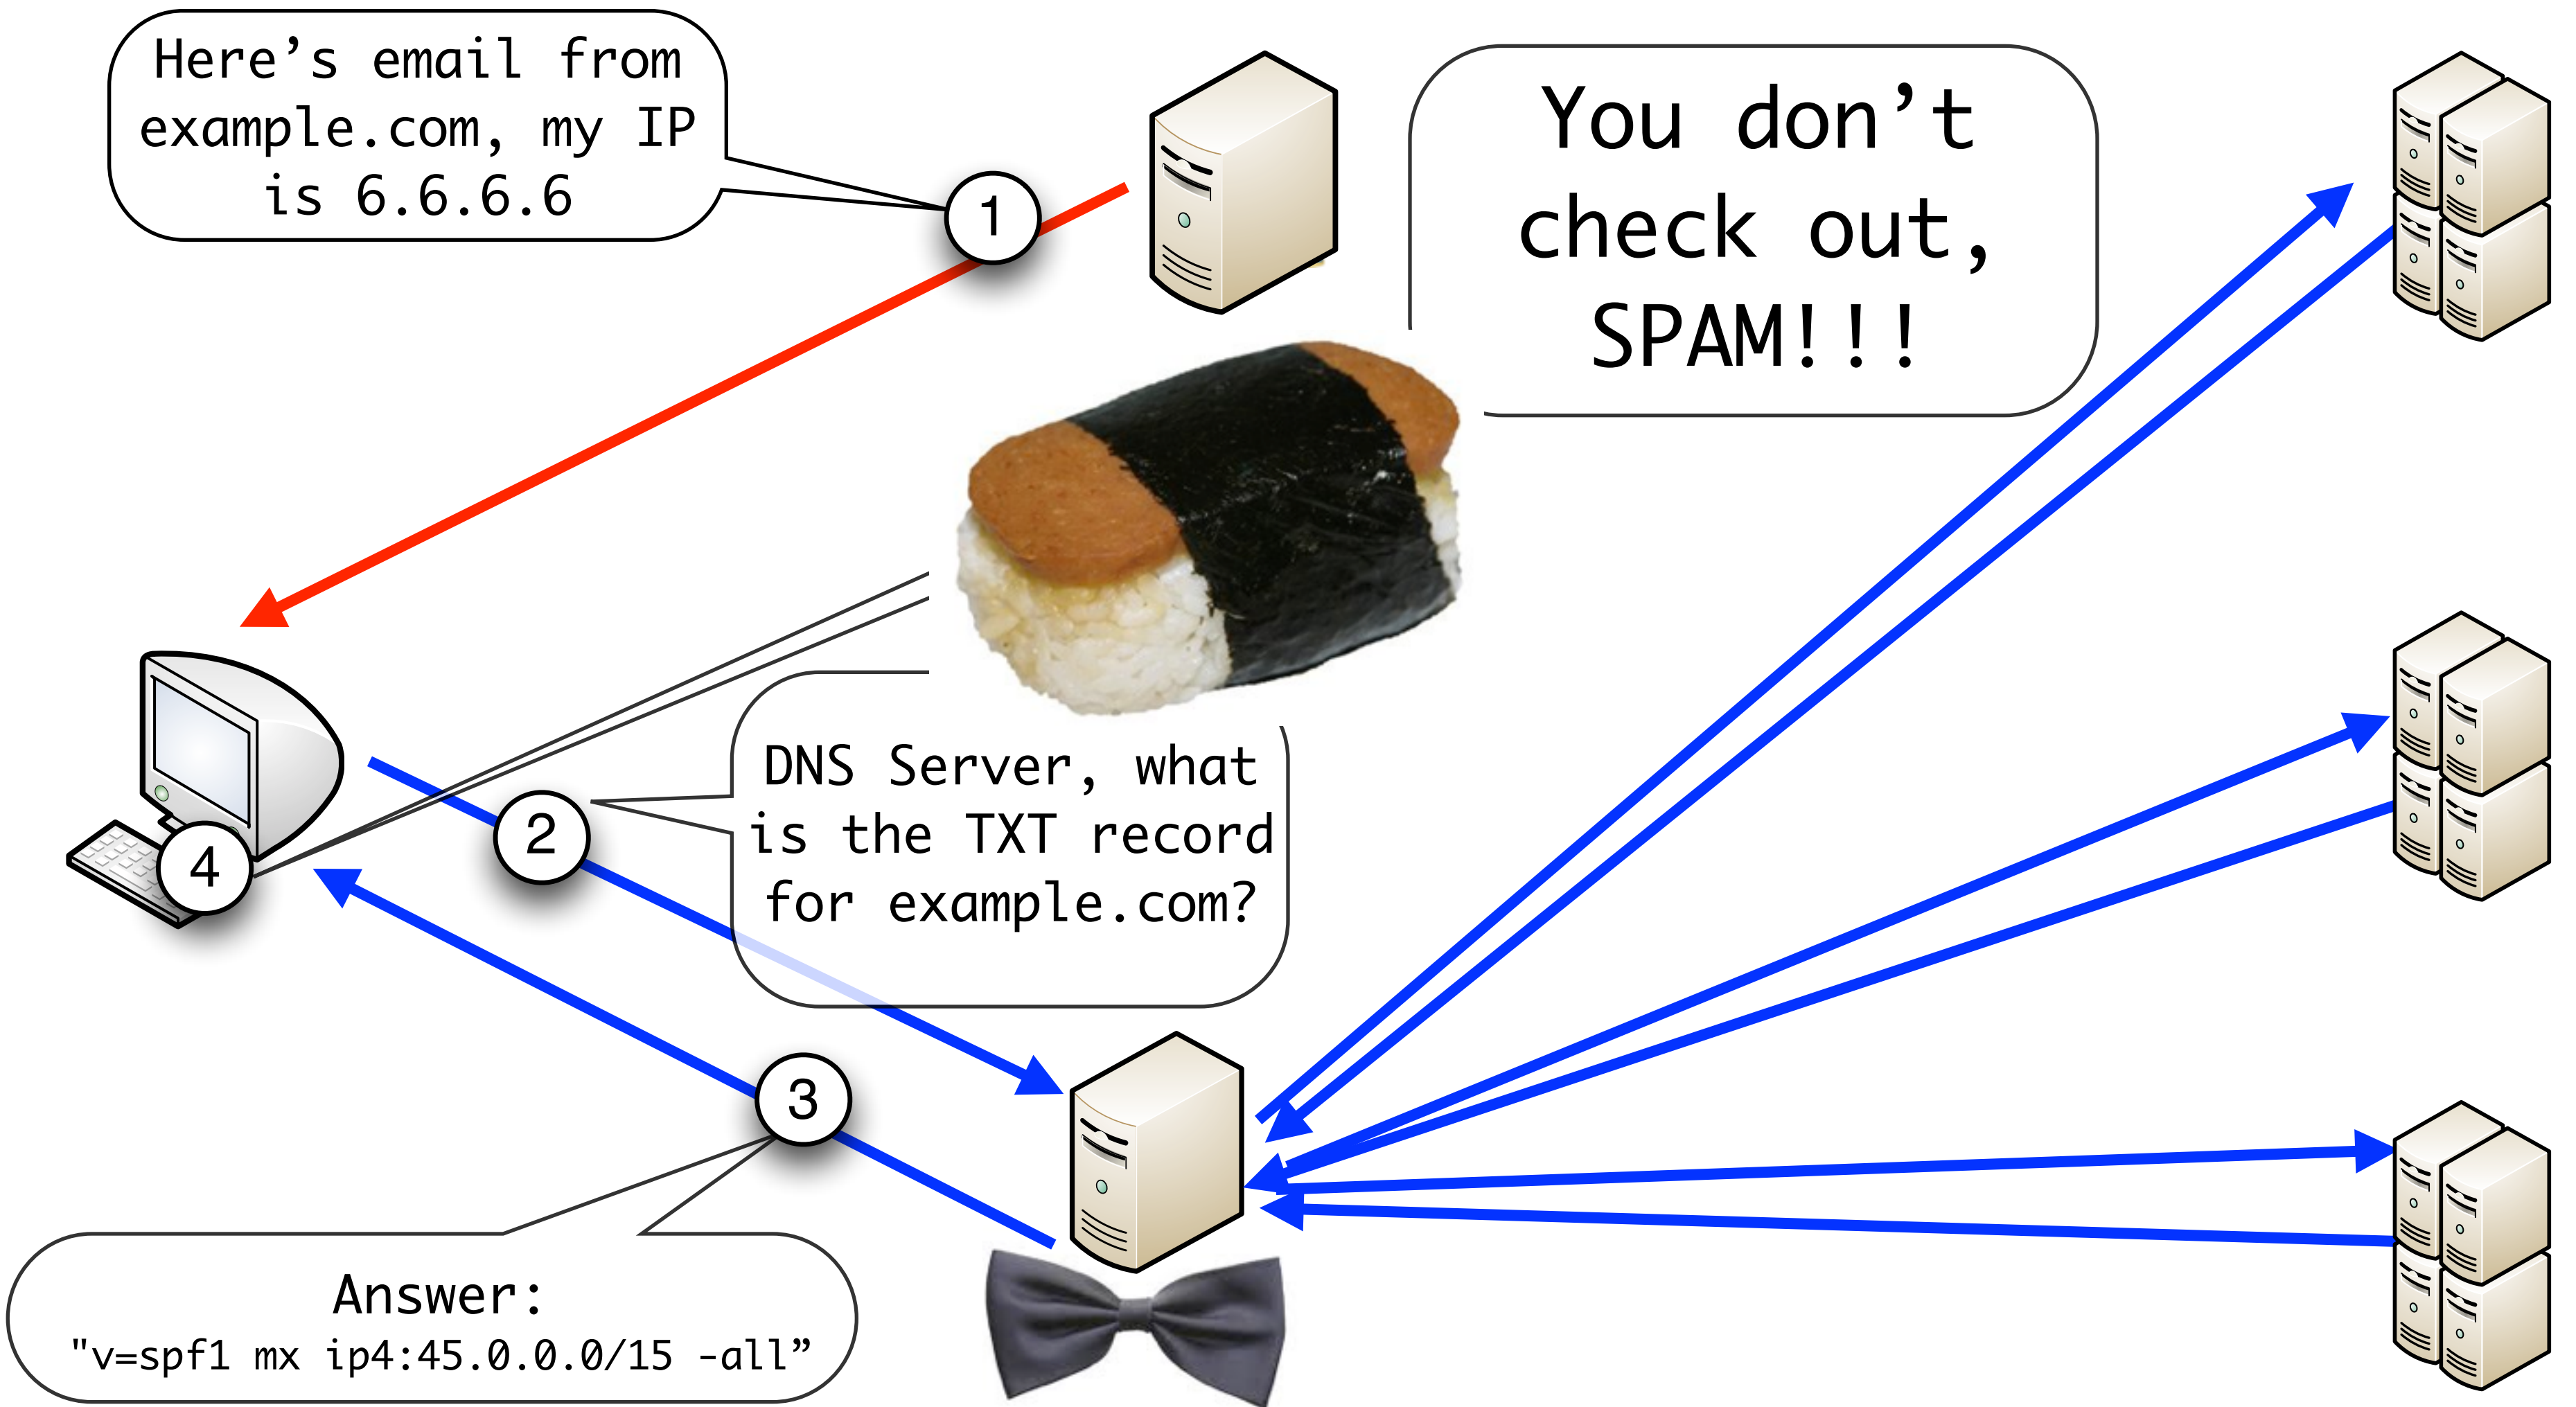 Here’s email from
example.com, my IP
is 6.6.6.6
1
You don’t
check out,
SPAM!!!
DNS Server, what
is the TXT record
for example.com?
2
4
3
Answer:
"v=spf1 mx ip4:45.0.0.0/15 -all”